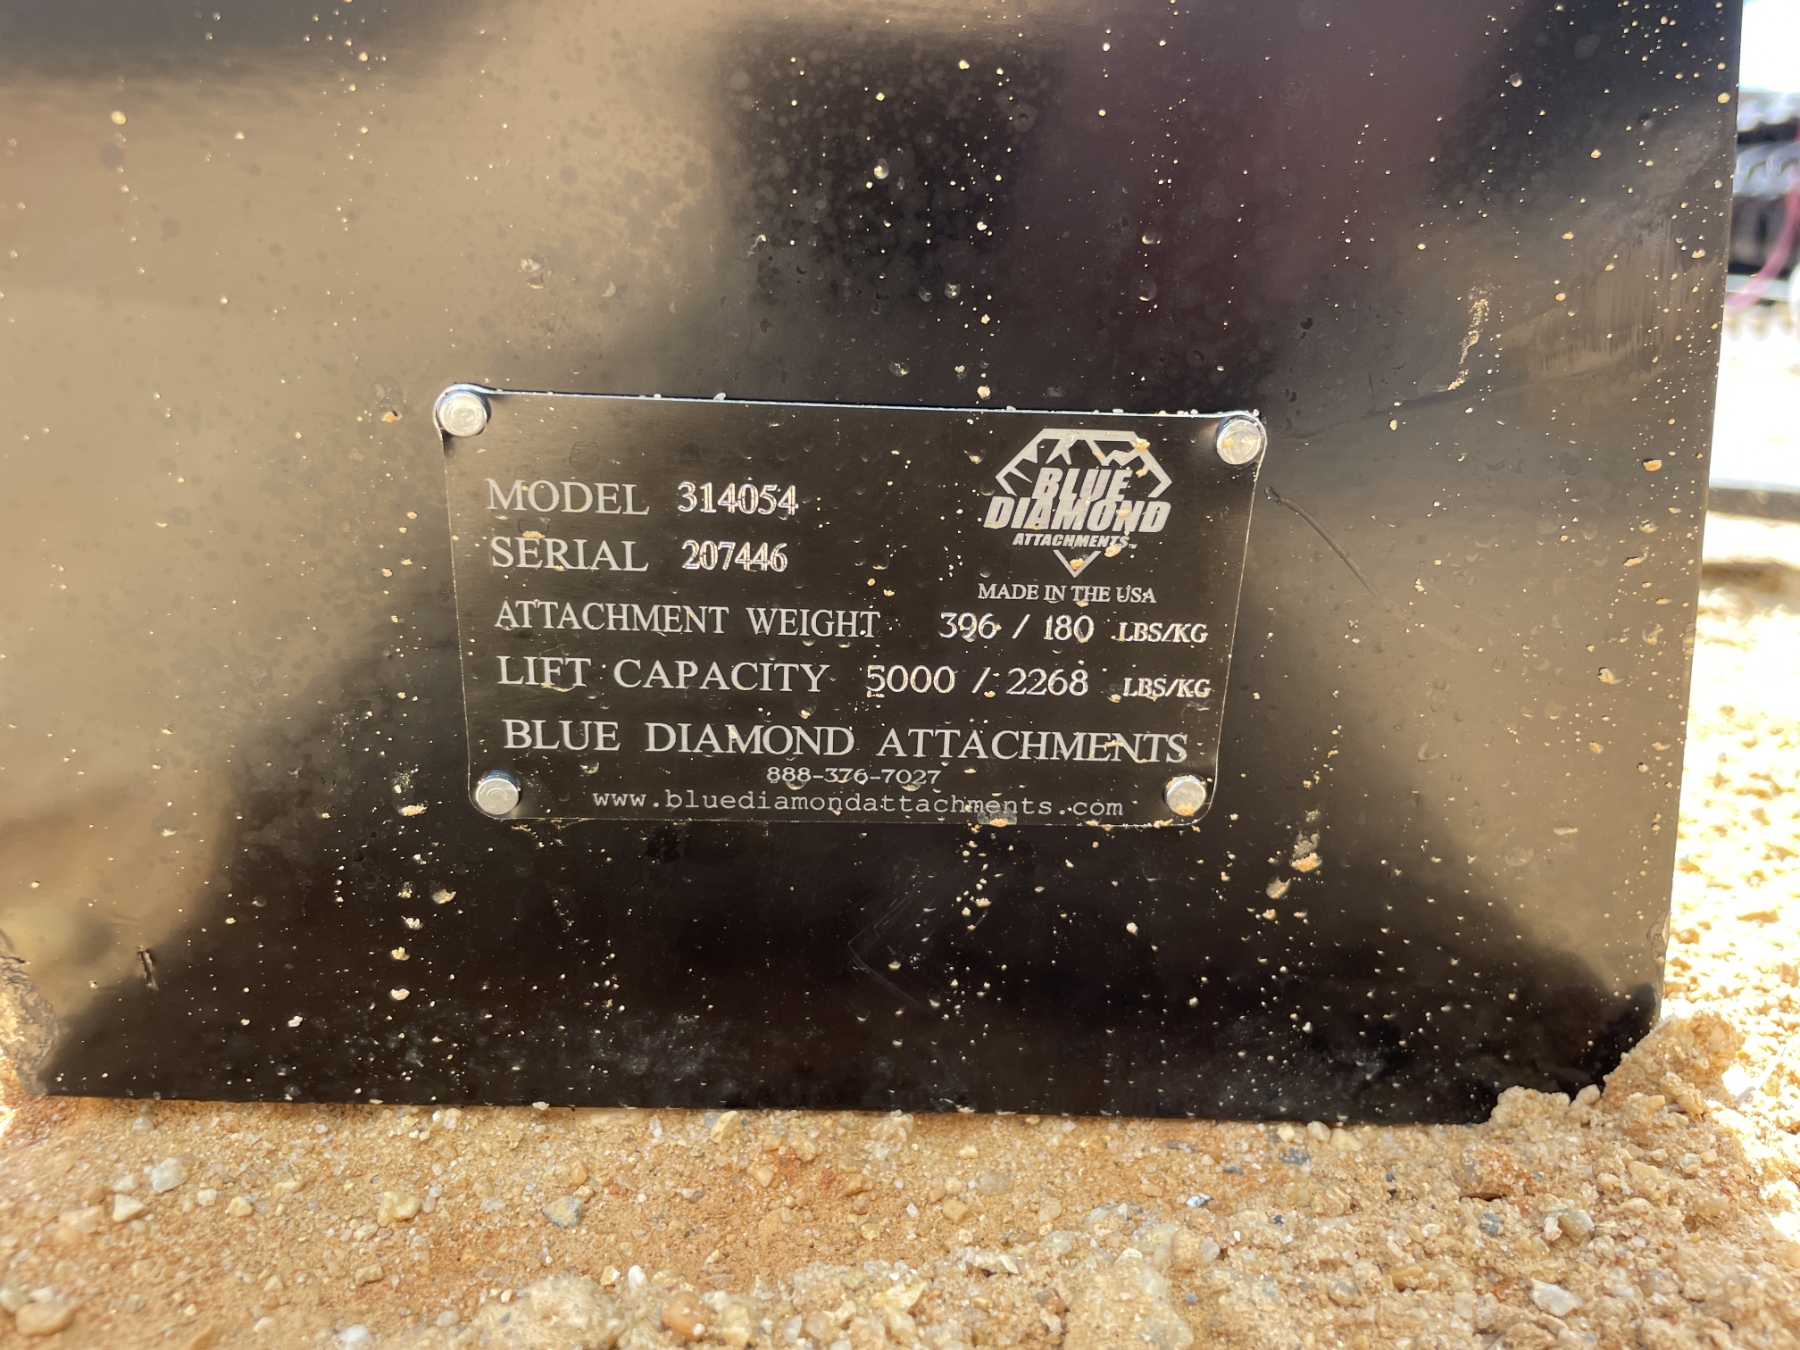 MODEL 314054
SERIAL 207446
BLUE
DIAMOND
ATTACHMENTS™
MADE IN THE USA
ATTACHMENT WEIGHT 396 / 180 LBS/KG
LIFT CAPACITY 5000 / 2268 LBS/KG
BLUE DIAMOND ATTACHMENTS
888-376-7027
www.bluediamondattachments.com